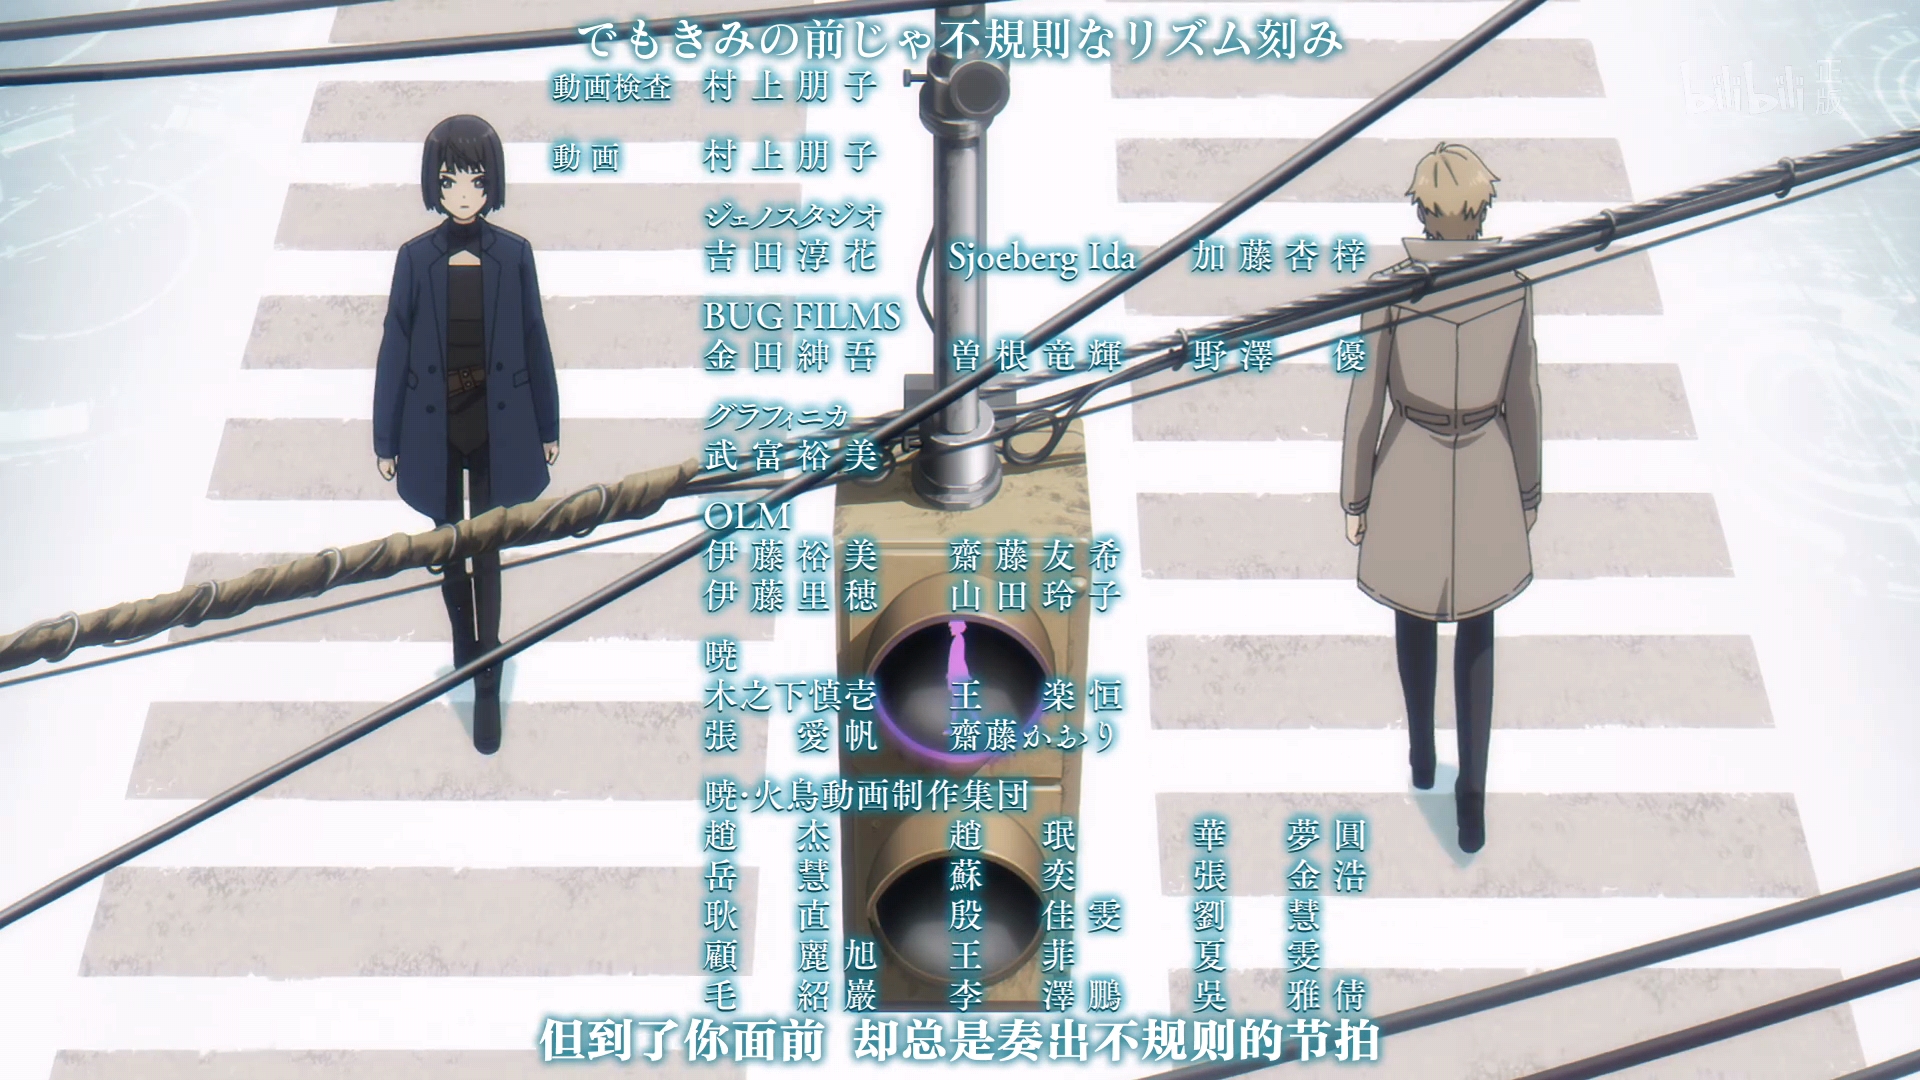 でもきみの前じゃ不規則なリズム刻み
bilibili 正版
動画検査 村上朋子
動画 村上朋子
ジェノスタジオ
吉田淳花 Sjoeberg Ida 加藤杏梓
BUG FILMS
金田紳吾 曽根竜輝 野澤優
グラフィニカ
武富裕美
OLM
伊藤裕美 齋藤友希
伊藤里穂 山田玲子
暁
木之下慎壱 王楽恒
張愛帆 齋藤かおり
暁・火鳥動画制作集団
趙杰 趙珉 華夢圓
岳慧 蘇奕 張金浩
耿直 殷佳雯 劉慧
顧麗旭 王菲 夏雯
毛紹巌 李澤鵬 吳雅倩
但到了你面前 却总是奏出不规则的节拍